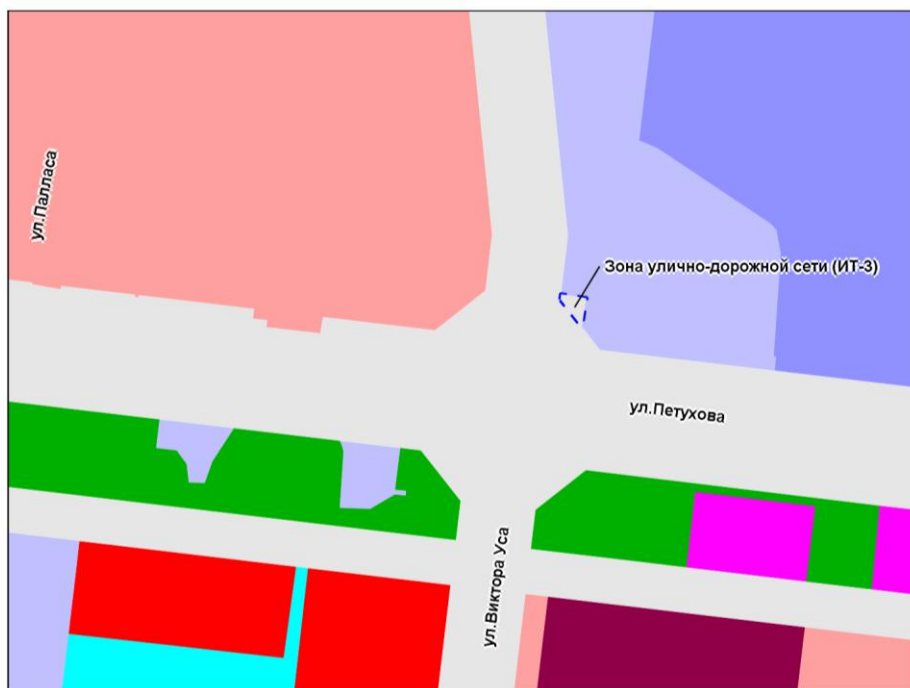 ул.Палласа
Зона улично-дорожной сети (ИТ-3)
ул.Петухова
ул.Виктора Уса